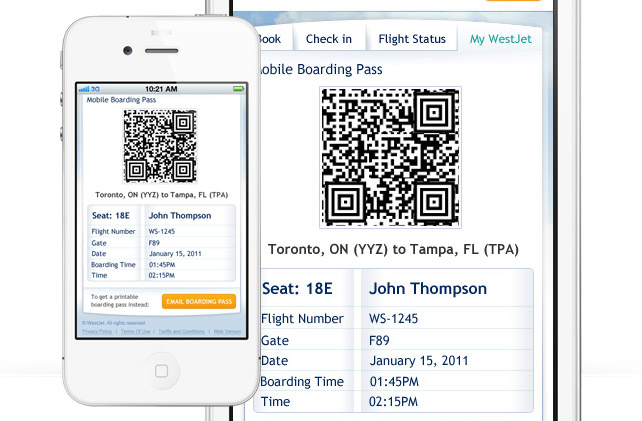 3G 10:21 AM
Mobile Boarding Pass
Toronto, ON (YYZ) to Tampa, FL (TPA)
Seat: 18E John Thompson
Flight Number WS-1245
Gate F89
Date January 15, 2011
Boarding Time 01:45PM
Time 02:15PM
To get a printable
boarding pass instead:
EMAIL BOARDING PASS
© WestJet. All rights reserved.
Privacy Policy | Terms Of Use | Tariffs and Conditions | Web Version
ook Check in Flight Status My WestJet
obile Boarding Pass
Toronto, ON (YYZ) to Tampa, FL (TPA)
Seat: 18E John Thompson
Flight Number WS-1245
Gate F89
Date January 15, 2011
Boarding Time 01:45PM
Time 02:15PM